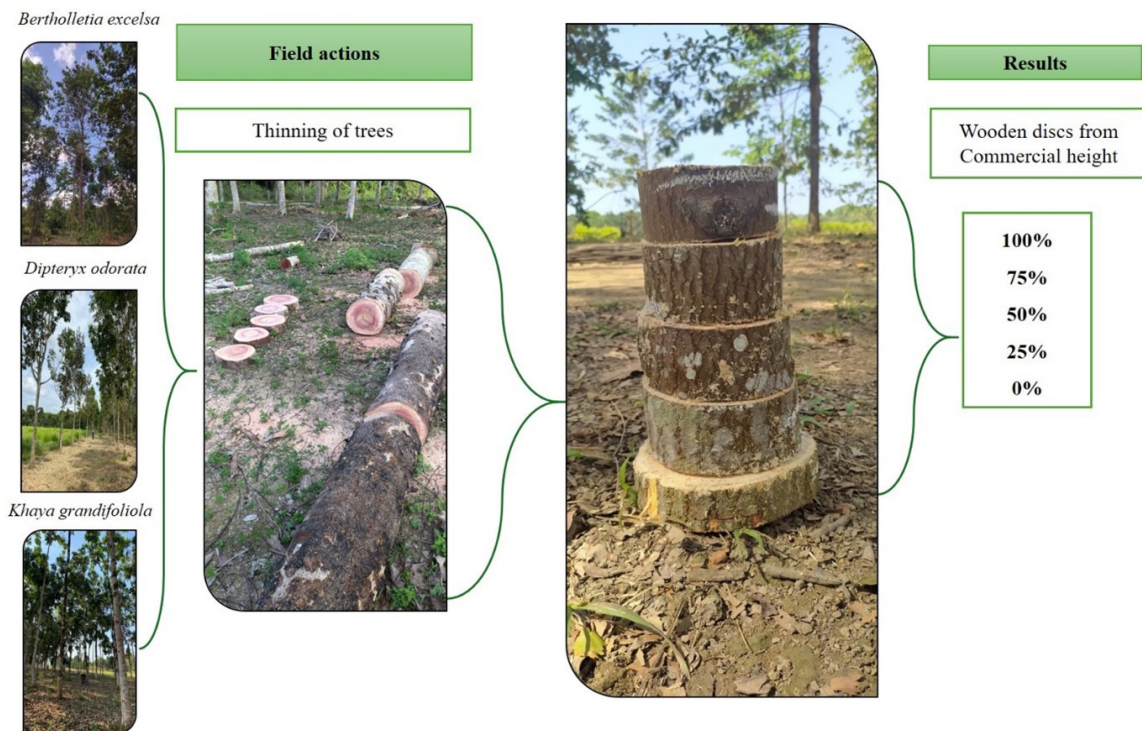 Bertholletia excelsa
Dipteryx odorata
Khaya grandifoliola
Field actions
Thinning of trees
Results
Wooden discs from
Commercial height
100%
75%
50%
25%
0%